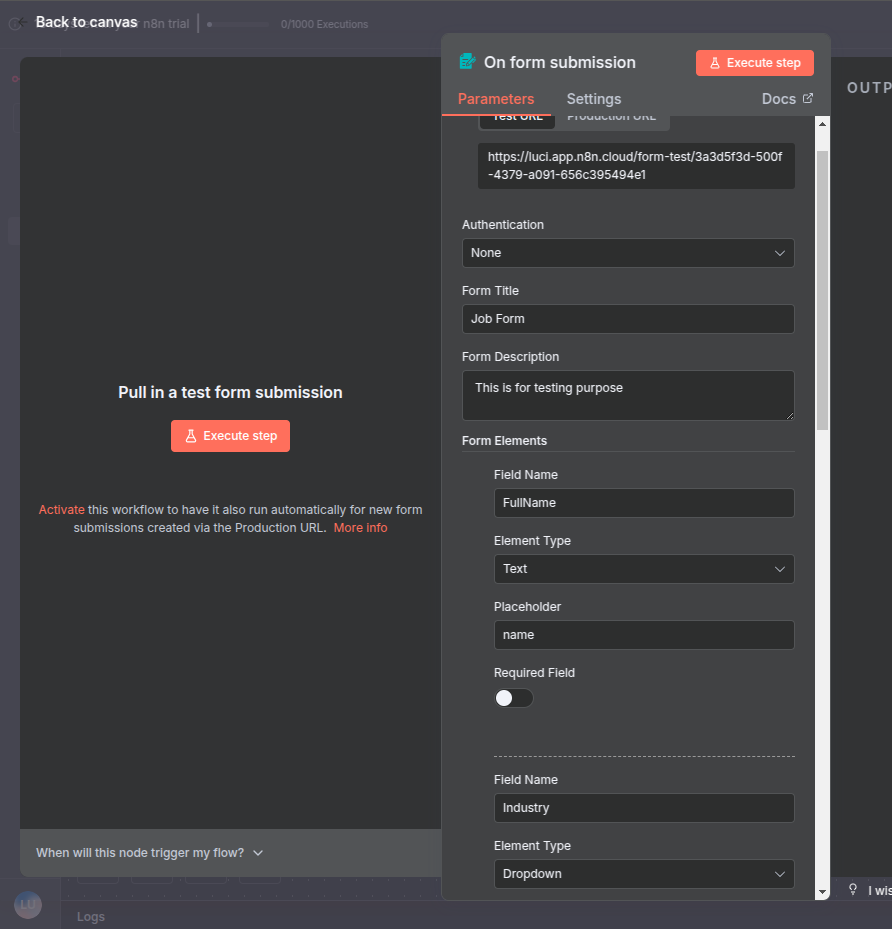 Back to canvas
n8n trial
0/1000 Executions
On form submission
Execute step
Parameters
Settings
Docs
OUTP
Test URL
Production URL
https://luci.app.n8n.cloud/form-test/3a3d5f3d-500f
-4379-a091-656c395494e1
Authentication
None
Form Title
Job Form
Form Description
This is for testing purpose
Form Elements
Field Name
FullName
Element Type
Text
Placeholder
name
Required Field
Field Name
Industry
Element Type
Dropdown
Pull in a test form submission
Execute step
Activate this workflow to have it also run automatically for new form
submissions created via the Production URL. More info
When will this node trigger my flow?
I wis
LU
Logs